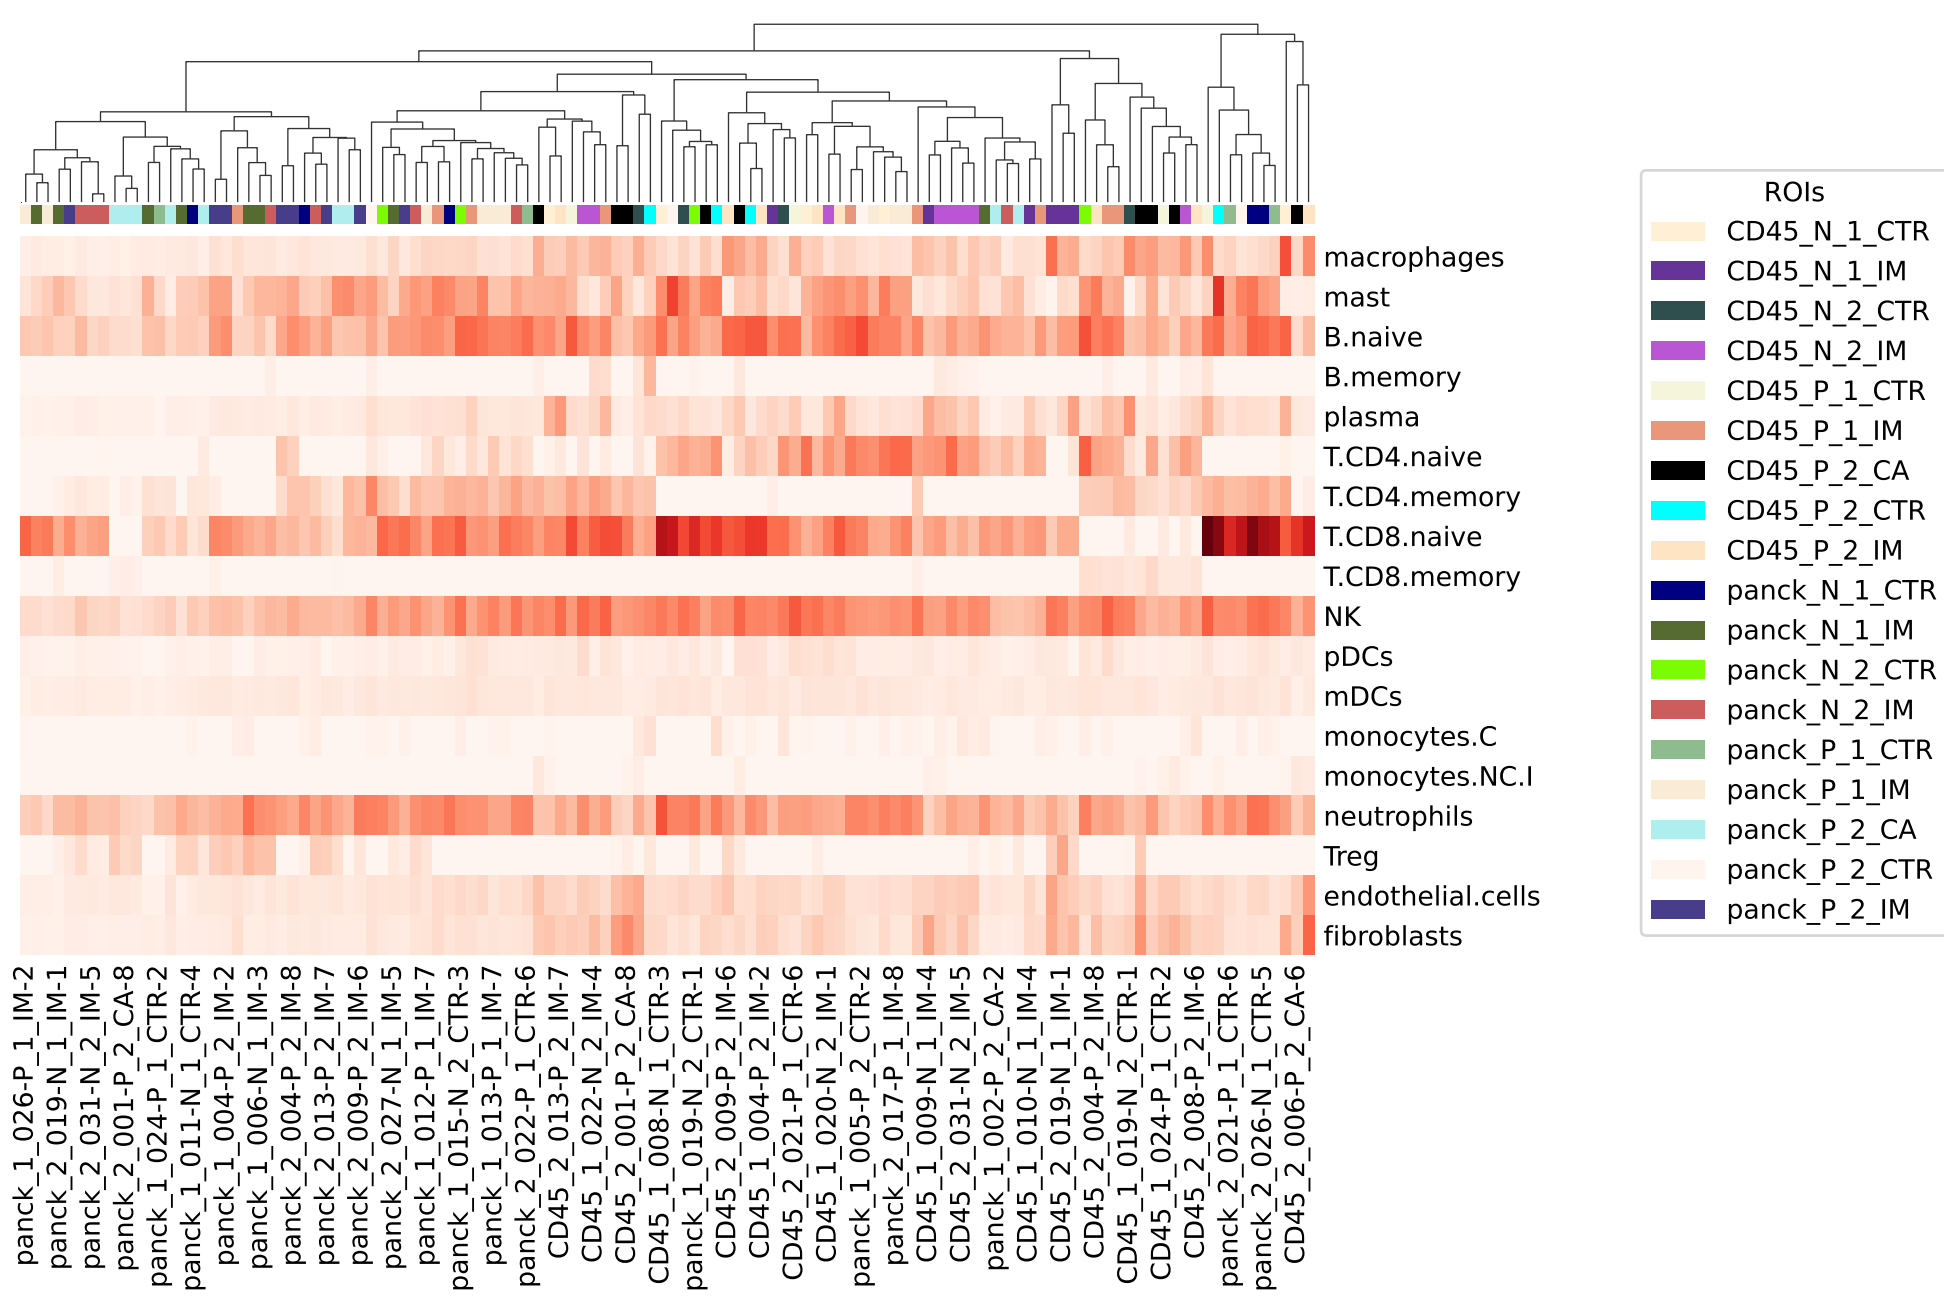 ROIs
CD45_N_1_CTR
CD45_N_1_IM
CD45_N_2_CTR
CD45_N_2_IM
CD45_P_1_CTR
CD45_P_1_IM
CD45_P_2_CA
CD45_P_2_CTR
CD45_P_2_IM
panck_N_1_CTR
panck_N_1_IM
panck_N_2_CTR
panck_N_2_IM
panck_P_1_CTR
panck_P_1_IM
panck_P_2_CA
panck_P_2_CTR
panck_P_2_IM
macrophages
mast
B.naive
B.memory
plasma
T.CD4.naive
T.CD4.memory
T.CD8.naive
T.CD8.memory
NK
pDCs
mDCs
monocytes.C
monocytes.NC.I
neutrophils
Treg
endothelial.cells
fibroblasts
panck_1_026-P_1_IM-2
panck_2_019-N_1_IM-1
panck_2_031-N_2_IM-5
panck_2_001-P_2_CA-8
panck_1_024-P_1_CTR-2
panck_1_011-N_1_CTR-4
panck_1_004-P_2_IM-2
panck_1_006-N_1_IM-3
panck_2_004-P_2_IM-8
panck_2_013-P_2_IM-7
panck_2_009-P_2_IM-6
panck_2_027-N_1_IM-5
panck_1_012-P_1_IM-7
panck_1_015-N_2_CTR-3
panck_1_013-P_1_IM-7
panck_2_022-P_1_CTR-6
CD45_2_013-P_2_IM-7
CD45_1_022-N_2_IM-4
CD45_2_001-P_2_CA-8
CD45_1_008-N_1_CTR-3
panck_1_019-N_2_CTR-1
CD45_2_009-P_2_IM-6
CD45_1_004-P_2_IM-2
CD45_2_021-P_1_CTR-6
CD45_1_020-N_2_IM-1
panck_1_005-P_2_CTR-2
panck_2_017-P_1_IM-8
CD45_1_009-N_1_IM-4
CD45_2_031-N_2_IM-5
panck_1_002-P_2_CA-2
CD45_1_010-N_1_IM-4
CD45_2_019-N_1_IM-1
CD45_2_004-P_2_IM-8
CD45_1_019-N_2_CTR-1
CD45_1_024-P_1_CTR-2
CD45_2_008-P_2_IM-6
panck_2_021-P_1_CTR-6
panck_2_026-N_1_CTR-5
CD45_2_006-P_2_CA-6